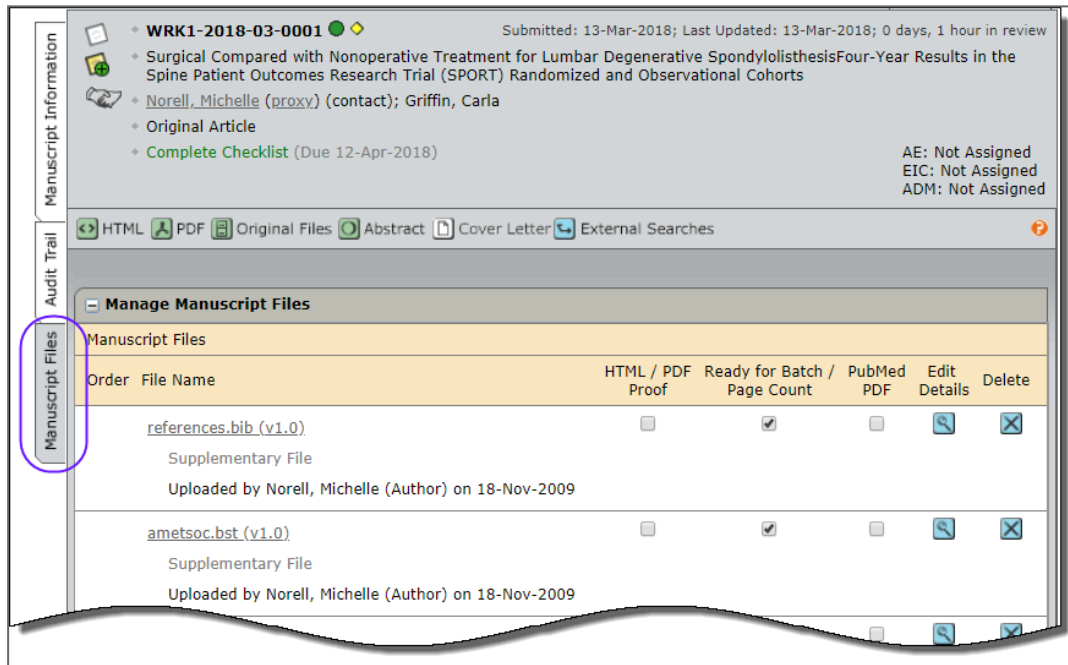 Manuscript Information
Audit Trail
Manuscript Files
WRK1-2018-03-0001
Submitted: 13-Mar-2018; Last Updated: 13-Mar-2018; 0 days, 1 hour in review
Surgical Compared with Nonoperative Treatment for Lumbar Degenerative SpondylolisthesisFour-Year Results in the
Spine Patient Outcomes Research Trial (SPORT) Randomized and Observational Cohorts
Norell, Michelle (proxy) (contact); Griffin, Carla
Original Article
Complete Checklist (Due 12-Apr-2018)
AE: Not Assigned
EIC: Not Assigned
ADM: Not Assigned
HTML PDF Original Files Abstract Cover Letter External Searches ?
Manage Manuscript Files
Manuscript Files
Order File Name HTML / PDF Proof Ready for Batch / Page Count PubMed PDF Edit Details Delete
references.bib (v1.0)
Supplementary File
Uploaded by Norell, Michelle (Author) on 18-Nov-2009
ametsoc.bst (v1.0)
Supplementary File
Uploaded by Norell, Michelle (Author) on 18-Nov-2009